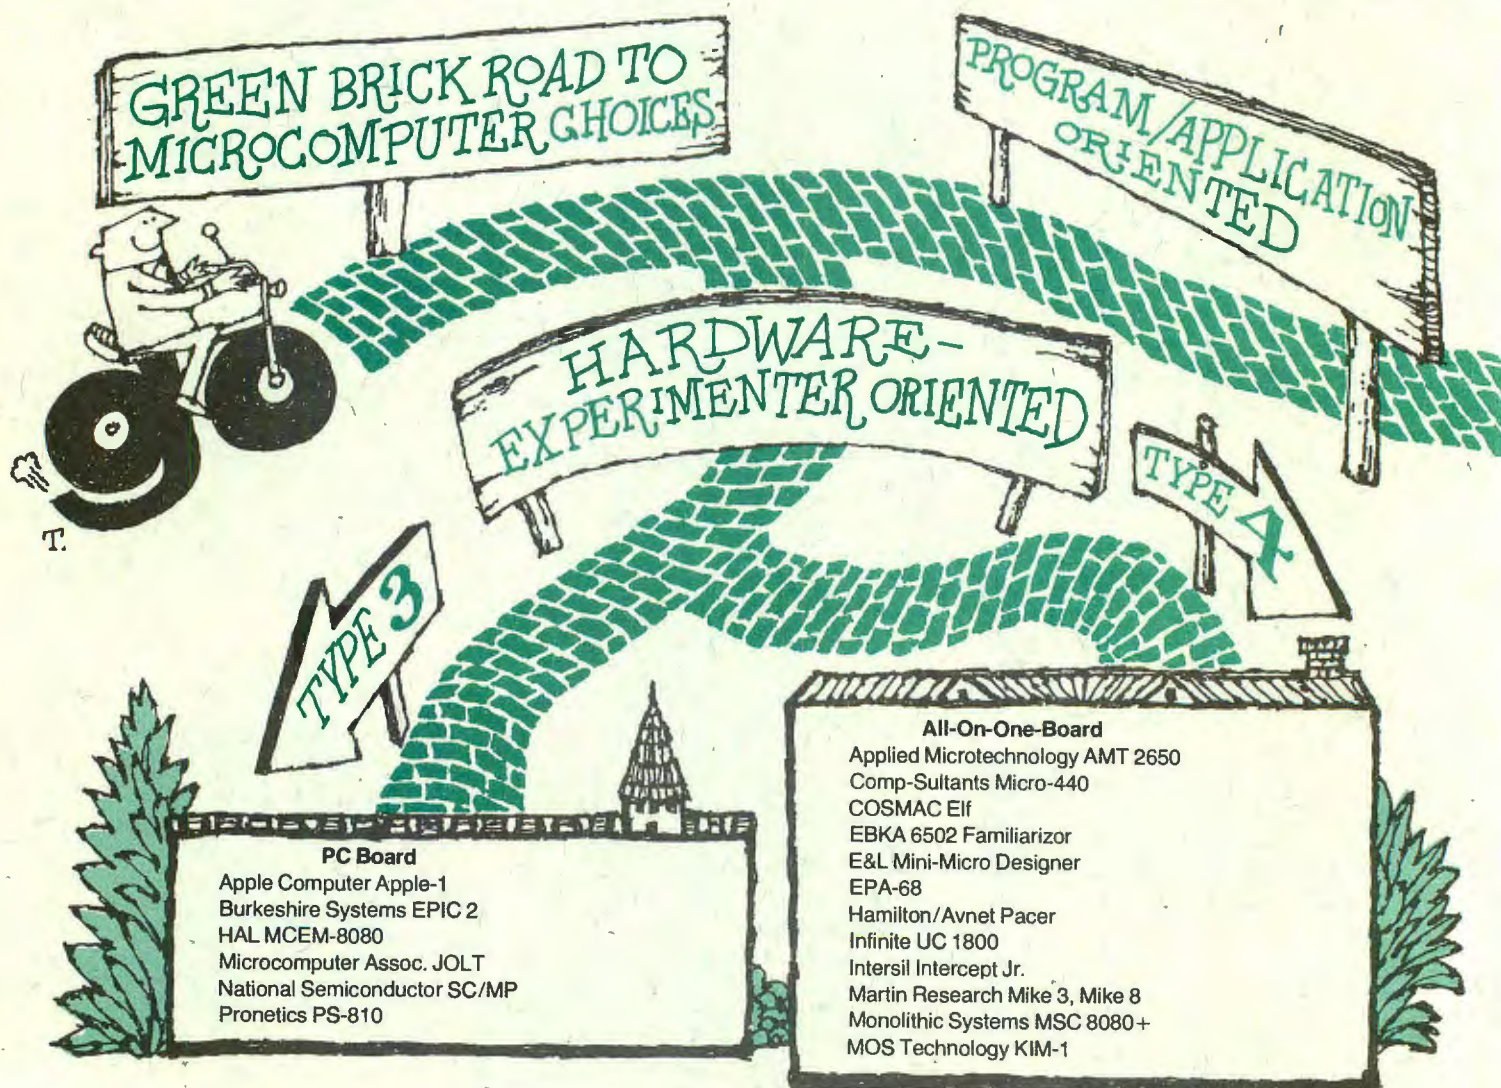 GREEN BRICK ROAD TO
MICROCOMPUTER CHOICES
PROGRAM/APPLICATION
ORIENTED
HARDWARE-
EXPERIMENTER ORIENTED
TYPE 4
T.
TYPE 3
PC Board
Apple Computer Apple-1
Burkeshire Systems EPIC 2
HAL MCEM-8080
Microcomputer Assoc. JOLT
National Semiconductor SC/MP
Pronetics PS-810
All-On-One-Board
Applied Microtechnology AMT 2650
Comp-Sultants Micro-440
COSMAC Elf
EBKA 6502 Familiarizor
E&L Mini-Micro Designer
EPA-68
Hamilton/Avnet Pacer
Infinite UC 1800
Intersil Intercept Jr.
Martin Research Mike 3, Mike 8
Monolithic Systems MSC 8080+
MOS Technology KIM-1